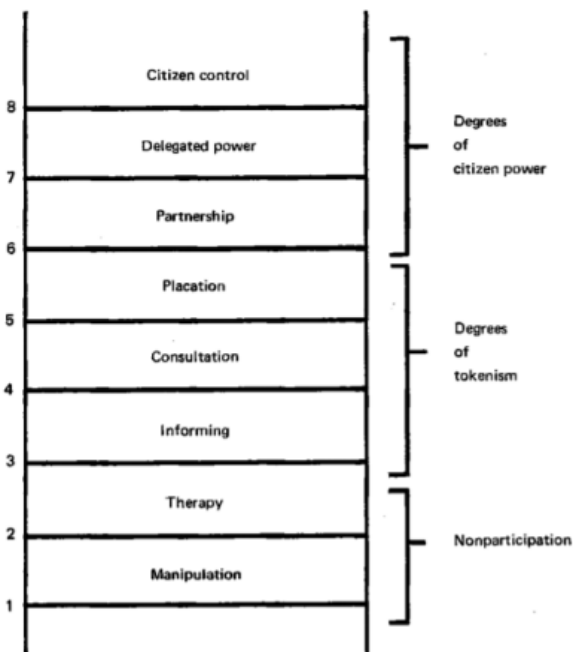 Citizen control
8
Delegated power
7
Partnership
6
Degrees
of
citizen power
Placation
5
Consultation
4
Informing
3
Degrees
of
tokenism
Therapy
2
Manipulation
1
Nonparticipation